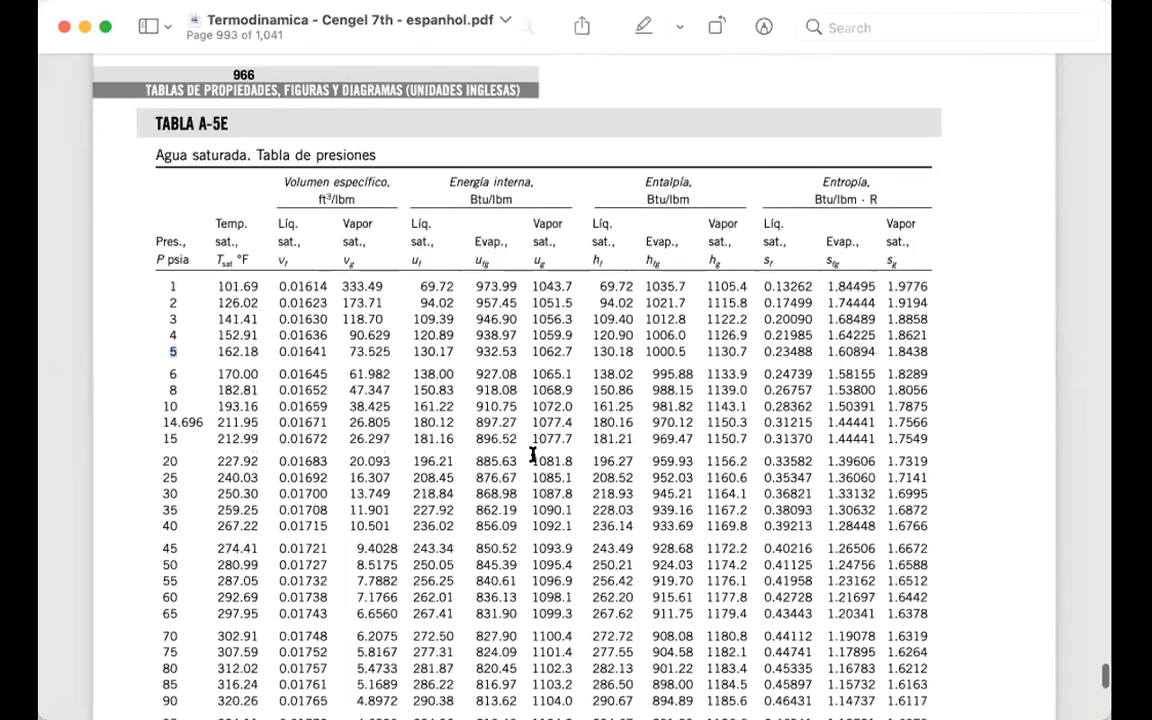 Termodinamica - Cengel 7th - espanhol.pdf
Page 993 of 1,041
Search
966
TABLAS DE PROPIEDADES, FIGURAS Y DIAGRAMAS (UNIDADES INGLESAS)
TABLA A-5E
Agua saturada. Tabla de presiones
Volumen específico, Energía interna, Entalpía, Entropía,
ft³/lbm Btu/lbm Btu/lbm Btu/lbm · R
Temp. Líq. Vapor Líq. Vapor Líq. Vapor Líq. Vapor
Pres., sat., sat., sat., sat., Evap., sat., sat., Evap., sat., sat., Evap., sat.,
P psia Tsat °F vf vg uf ufg ug hf hfg hg sf sfg sg
1 101.69 0.01614 333.49 69.72 973.99 1043.7 69.72 1035.7 1105.4 0.13262 1.84495 1.9776
2 126.02 0.01623 173.71 94.02 957.45 1051.5 94.02 1021.7 1115.8 0.17499 1.74444 1.9194
3 141.41 0.01630 118.70 109.39 946.90 1056.3 109.40 1012.8 1122.2 0.20090 1.68489 1.8858
4 152.91 0.01636 90.629 120.89 938.97 1059.9 120.90 1006.0 1126.9 0.21985 1.64225 1.8621
5 162.18 0.01641 73.525 130.17 932.53 1062.7 130.18 1000.5 1130.7 0.23488 1.60894 1.8438
6 170.00 0.01645 61.982 138.00 927.08 1065.1 138.02 995.88 1133.9 0.24739 1.58155 1.8289
8 182.81 0.01652 47.347 150.83 918.08 1068.9 150.86 988.15 1139.0 0.26757 1.53800 1.8056
10 193.16 0.01659 38.425 161.22 910.75 1072.0 161.25 981.82 1143.1 0.28362 1.50391 1.7875
14.696 211.95 0.01671 26.805 180.12 897.27 1077.4 180.16 970.12 1150.3 0.31215 1.44441 1.7566
15 212.99 0.01672 26.297 181.16 896.52 1077.7 181.21 969.47 1150.7 0.31370 1.44441 1.7549
20 227.92 0.01683 20.093 196.21 885.63 1081.8 196.27 959.93 1156.2 0.33582 1.39606 1.7319
25 240.03 0.01692 16.307 208.45 876.67 1085.1 208.52 952.03 1160.6 0.35347 1.36060 1.7141
30 250.30 0.01700 13.749 218.84 868.98 1087.8 218.93 945.21 1164.1 0.36821 1.33132 1.6995
35 259.25 0.01708 11.901 227.92 862.19 1090.1 228.03 939.16 1167.2 0.38093 1.30632 1.6872
40 267.22 0.01715 10.501 236.02 856.09 1092.1 236.14 933.69 1169.8 0.39213 1.28448 1.6766
45 274.41 0.01721 9.4028 243.34 850.52 1093.9 243.49 928.68 1172.2 0.40216 1.26506 1.6672
50 280.99 0.01727 8.5175 250.05 845.39 1095.4 250.21 924.03 1174.2 0.41125 1.24756 1.6588
55 287.05 0.01732 7.7882 256.25 840.61 1096.9 256.42 919.70 1176.1 0.41958 1.23162 1.6512
60 292.69 0.01738 7.1766 262.01 836.13 1098.1 262.20 915.61 1177.8 0.42728 1.21697 1.6442
65 297.95 0.01743 6.6560 267.41 831.90 1099.3 267.62 911.75 1179.4 0.43443 1.20341 1.6378
70 302.91 0.01748 6.2075 272.50 827.90 1100.4 272.72 908.08 1180.8 0.44112 1.19078 1.6319
75 307.59 0.01752 5.8167 277.31 824.09 1101.4 277.55 904.58 1182.1 0.44741 1.17895 1.6264
80 312.02 0.01757 5.4733 281.87 820.45 1102.3 282.13 901.22 1183.4 0.45335 1.16783 1.6212
85 316.24 0.01761 5.1689 286.22 816.97 1103.2 286.50 898.00 1184.5 0.45897 1.15732 1.6163
90 320.26 0.01765 4.8972 290.38 813.62 1104.0 290.67 894.89 1185.6 0.46431 1.14737 1.6117